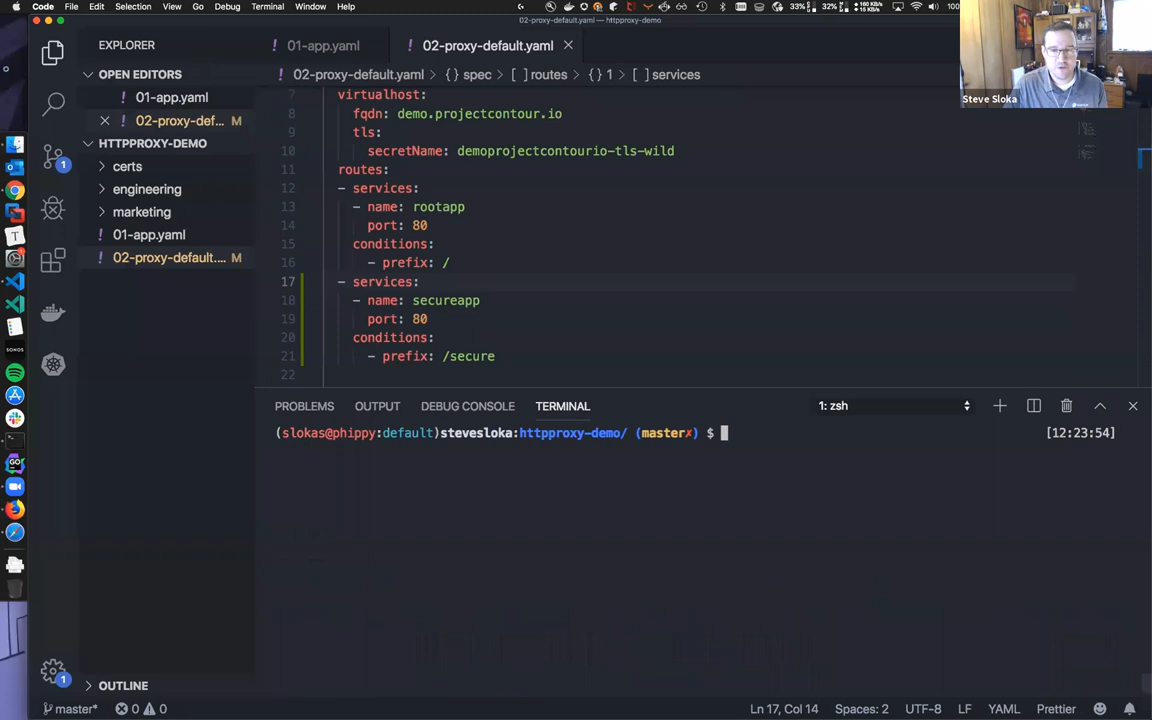 Code File Edit Selection View Go Debug Terminal Window Help 33% 32%
02-proxy-default.yaml — httpproxy-demo
EXPLORER
! 01-app.yaml
! 02-proxy-default.yaml ×
OPEN EDITORS
! 02-proxy-default.yaml > {} spec > [ ] routes > {} 1 > [ ] services
! 01-app.yaml
× ! 02-proxy-def... M
HTTPPROXY-DEMO
> certs
> engineering
> marketing
! 01-app.yaml
! 02-proxy-default.... M
7 virtualhost:
8 fqdn: demo.projectcontour.io
9 tls:
10 secretName: demoprojectcontourio-tls-wild
11 routes:
12 - services:
13 - name: rootapp
14 port: 80
15 conditions:
16 - prefix: /
17 - services:
18 - name: secureapp
19 port: 80
20 conditions:
21 - prefix: /secure
22
Steve Sloka
PROBLEMS OUTPUT DEBUG CONSOLE TERMINAL 1: zsh
(slokas@phippy:default)stevesloka:httpproxy-demo/ (master✗) $ [12:23:54]
SONOS
GO
1
1
OUTLINE
master* 0 0 Ln 17, Col 14 Spaces: 2 UTF-8 LF YAML Prettier